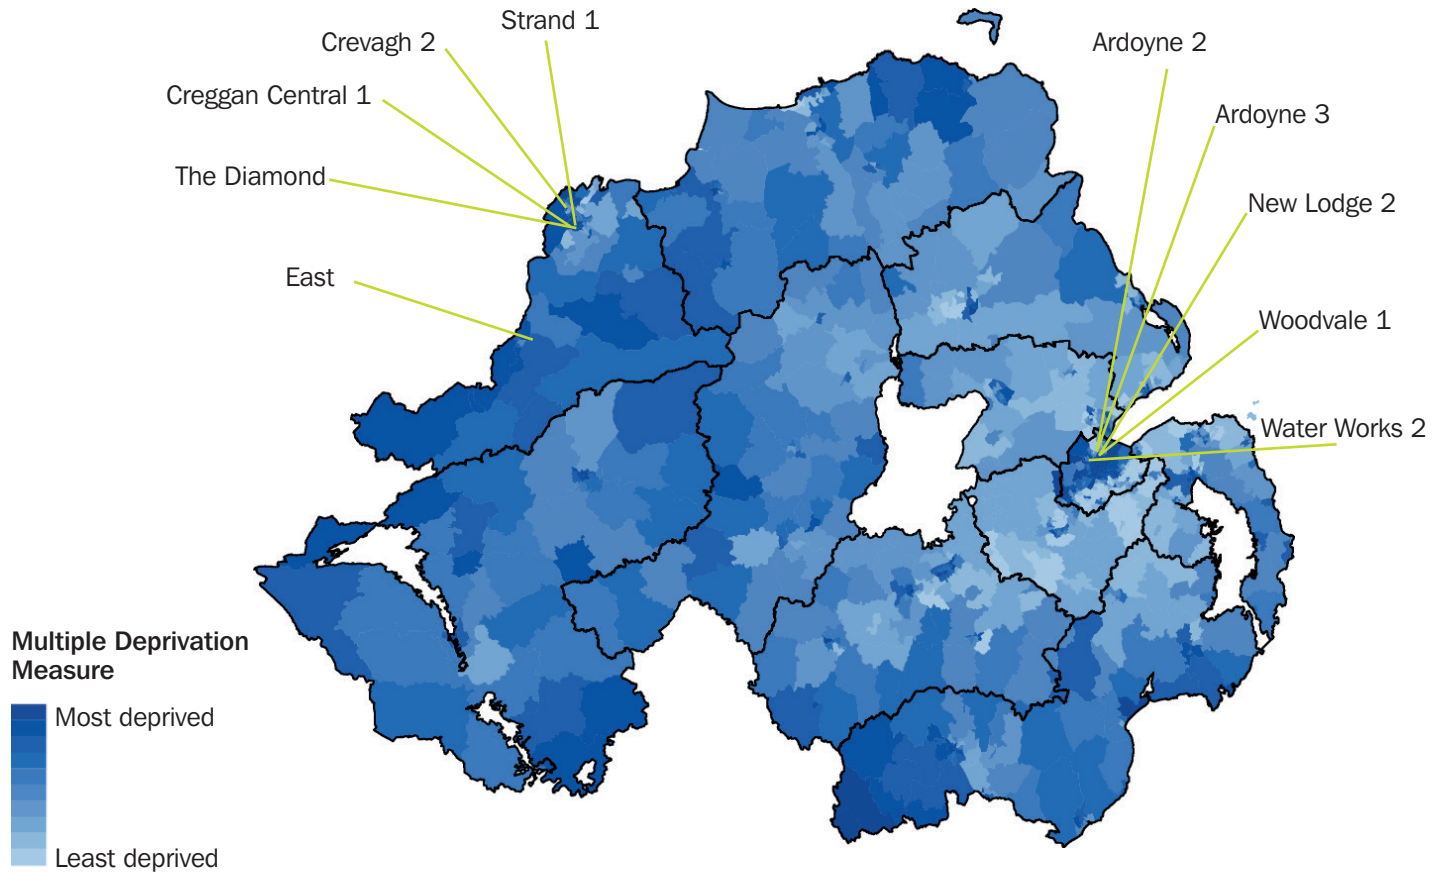 Strand 1
Crevagh 2
Creggan Central 1
The Diamond
East
Ardoyne 2
Ardoyne 3
New Lodge 2
Woodvale 1
Water Works 2
Multiple Deprivation
Measure
Most deprived
Least deprived